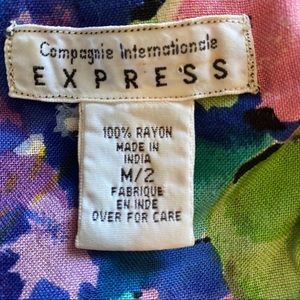 Compagnie Internationale
EXPRESS
100% RAYON
MADE IN
INDIA
M/2
FABRIQUE
EN INDE
OVER FOR CARE